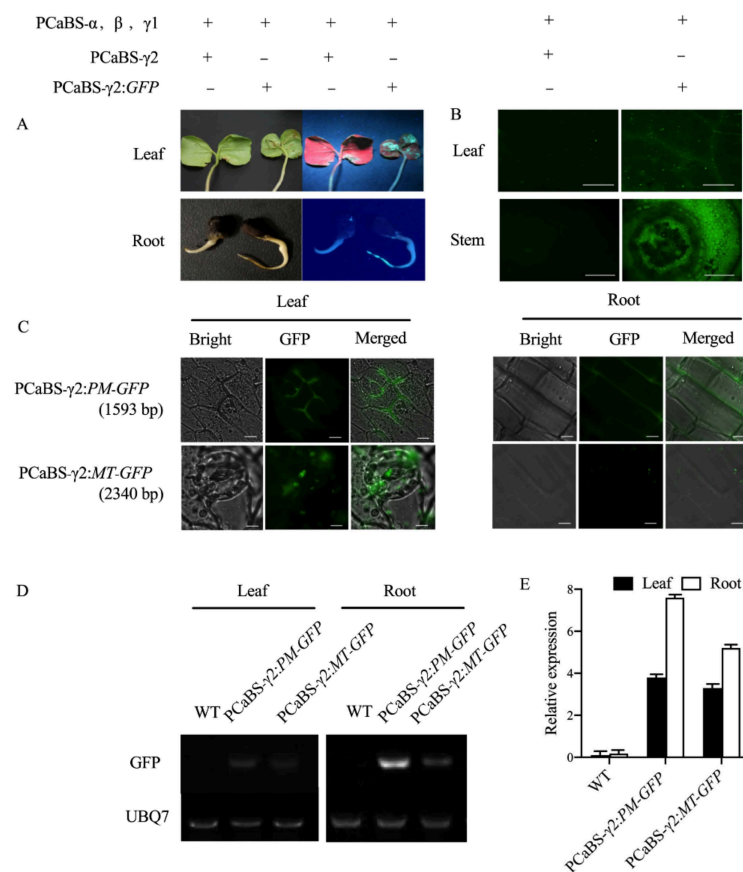 PCaBS-α, β, γ1 + + + + + +
PCaBS-γ2 + – + – + –
PCaBS-γ2:GFP – + – + – +
A
B
Leaf
Leaf
Root
Stem
C
Leaf
Root
Bright GFP Merged
Bright GFP Merged
PCaBS-γ2:PM-GFP
(1593 bp)
PCaBS-γ2:MT-GFP
(2340 bp)
D
Leaf
Root
WT
PCaBS-γ2:PM-GFP
PCaBS-γ2:MT-GFP
WT
PCaBS-γ2:PM-GFP
PCaBS-γ2:MT-GFP
GFP
UBQ7
E
Leaf Root
Relative expression
8
6
4
2
0
WT
PCaBS-γ2:PM-GFP
PCaBS-γ2:MT-GFP